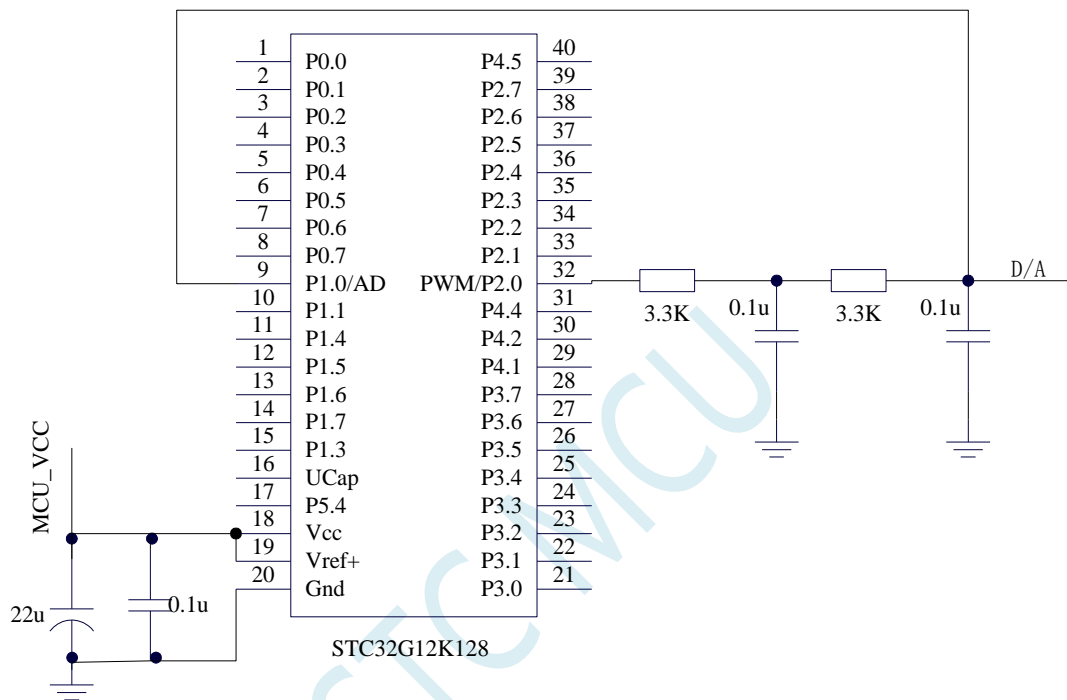 1 P0.0 P4.5 40
2 P0.1 P2.7 39
3 P0.2 P2.6 38
4 P0.3 P2.5 37
5 P0.4 P2.4 36
6 P0.5 P2.3 35
7 P0.6 P2.2 34
8 P0.7 P2.1 33
9 P1.0/AD PWM/P2.0 32 D/A
10 P1.1 P4.4 31 3.3K 0.1u 3.3K 0.1u
11 P1.4 P4.2 30
12 P1.5 P4.1 29
13 P1.6 P3.7 28
14 P1.7 P3.6 27
15 P1.3 P3.5 26
16 UCap P3.4 25
17 P5.4 P3.3 24
MCU_VCC
18 Vcc P3.2 23
19 Vref+ P3.1 22
20 Gnd P3.0 21
22u 0.1u
STC32G12K128
STC MCU